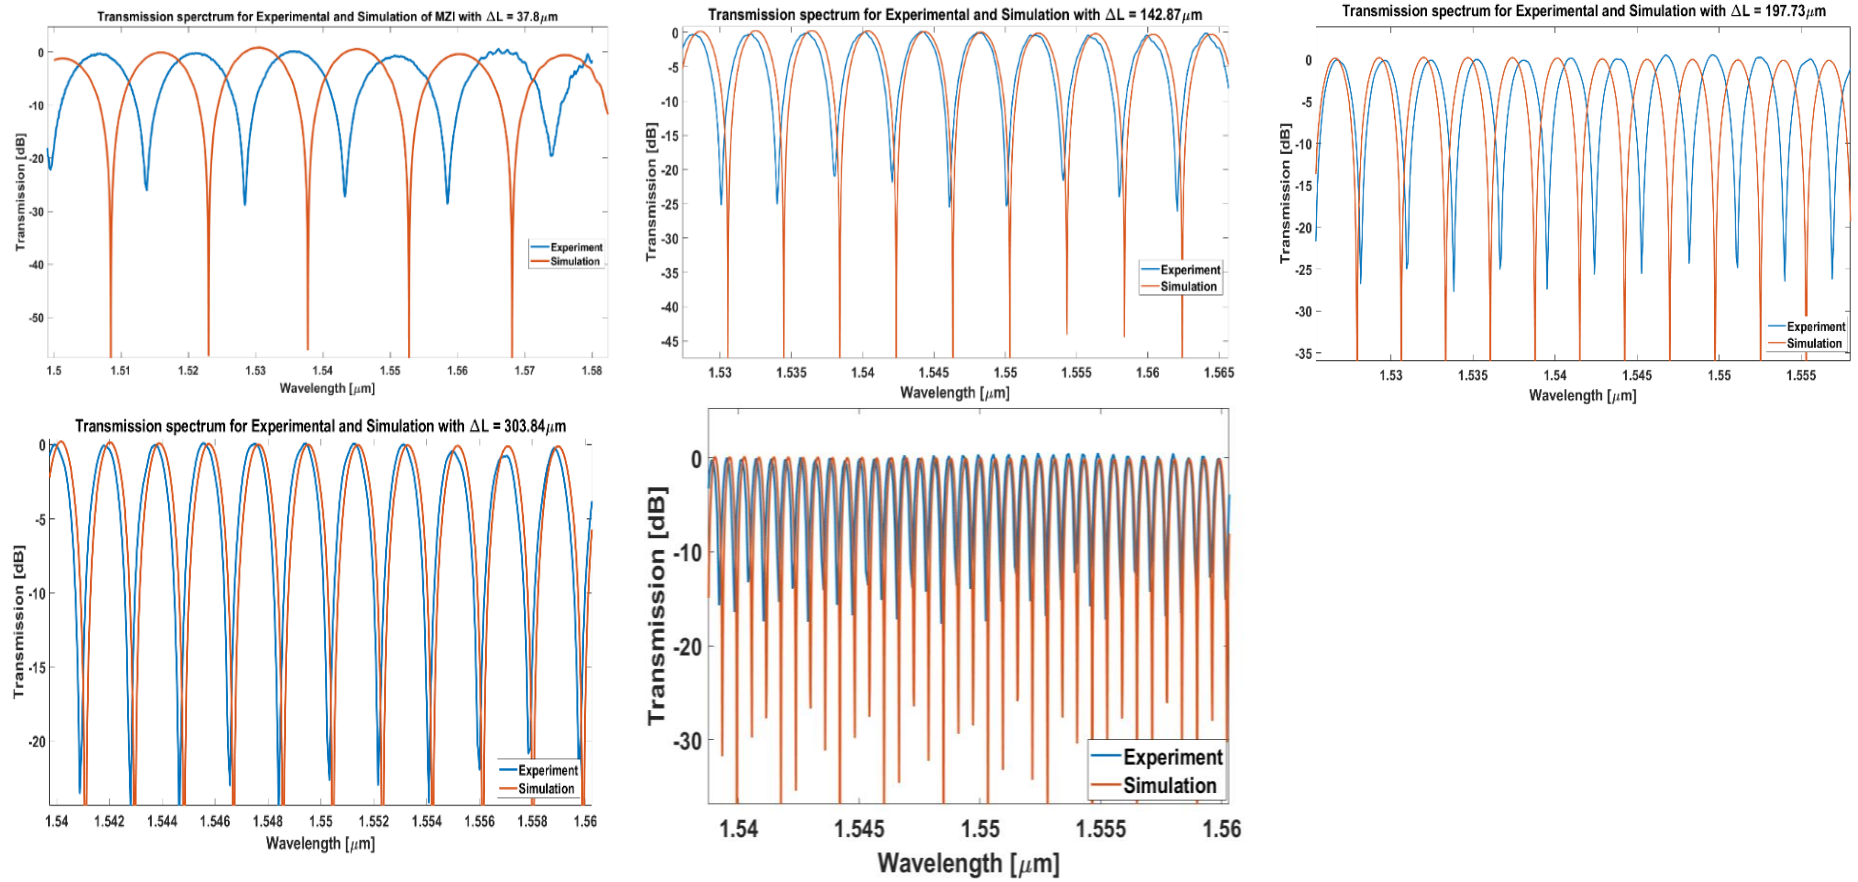 Transmission sperctrum for Experimental and Simulation of MZI with ΔL = 37.8μm
0
-10
-20
-30
-40
-50
Transmission [dB]
Experiment
Simulation
1.5 1.51 1.52 1.53 1.54 1.55 1.56 1.57 1.58
Wavelength [μm]
Transmission spectrum for Experimental and Simulation with ΔL = 142.87μm
0
-5
-10
-15
-20
-25
-30
-35
-40
-45
Transmission [dB]
Experiment
Simulation
1.53 1.535 1.54 1.545 1.55 1.555 1.56 1.565
Wavelength [μm]
Transmission spectrum for Experimental and Simulation with ΔL = 197.73μm
0
-5
-10
-15
-20
-25
-30
-35
Transmission [dB]
Experiment
Simulation
1.53 1.535 1.54 1.545 1.55 1.555
Wavelength [μm]
Transmission spectrum for Experimental and Simulation with ΔL = 303.84μm
0
-5
-10
-15
-20
Transmission [dB]
Experiment
Simulation
1.54 1.542 1.544 1.546 1.548 1.55 1.552 1.554 1.556 1.558 1.56
Wavelength [μm]
0
-10
-20
-30
Transmission [dB]
Experiment
Simulation
1.54 1.545 1.55 1.555 1.56
Wavelength [μm]